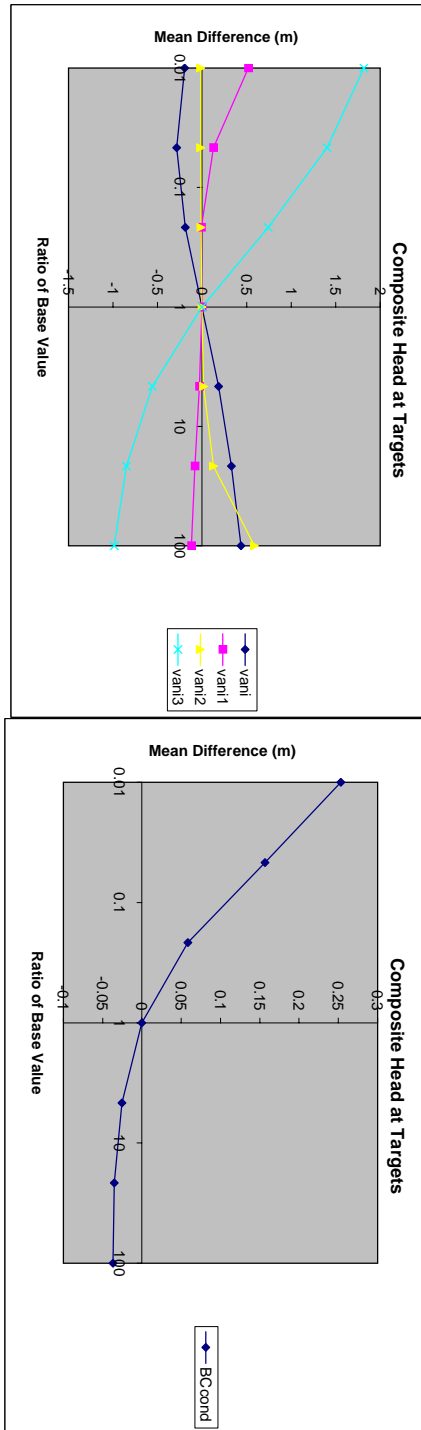 Composite Head at Targets
Mean Difference (m)
2
1.5
1
0.5
0
-0.5
-1
-1.5
0.01
0.1
1
10
100
Ratio of Base Value
vani
vani1
vani2
vani3
Composite Head at Targets
Mean Difference (m)
0.3
0.25
0.2
0.15
0.1
0.05
0
-0.05
-0.1
0.01
0.1
1
10
100
Ratio of Base Value
BCcond